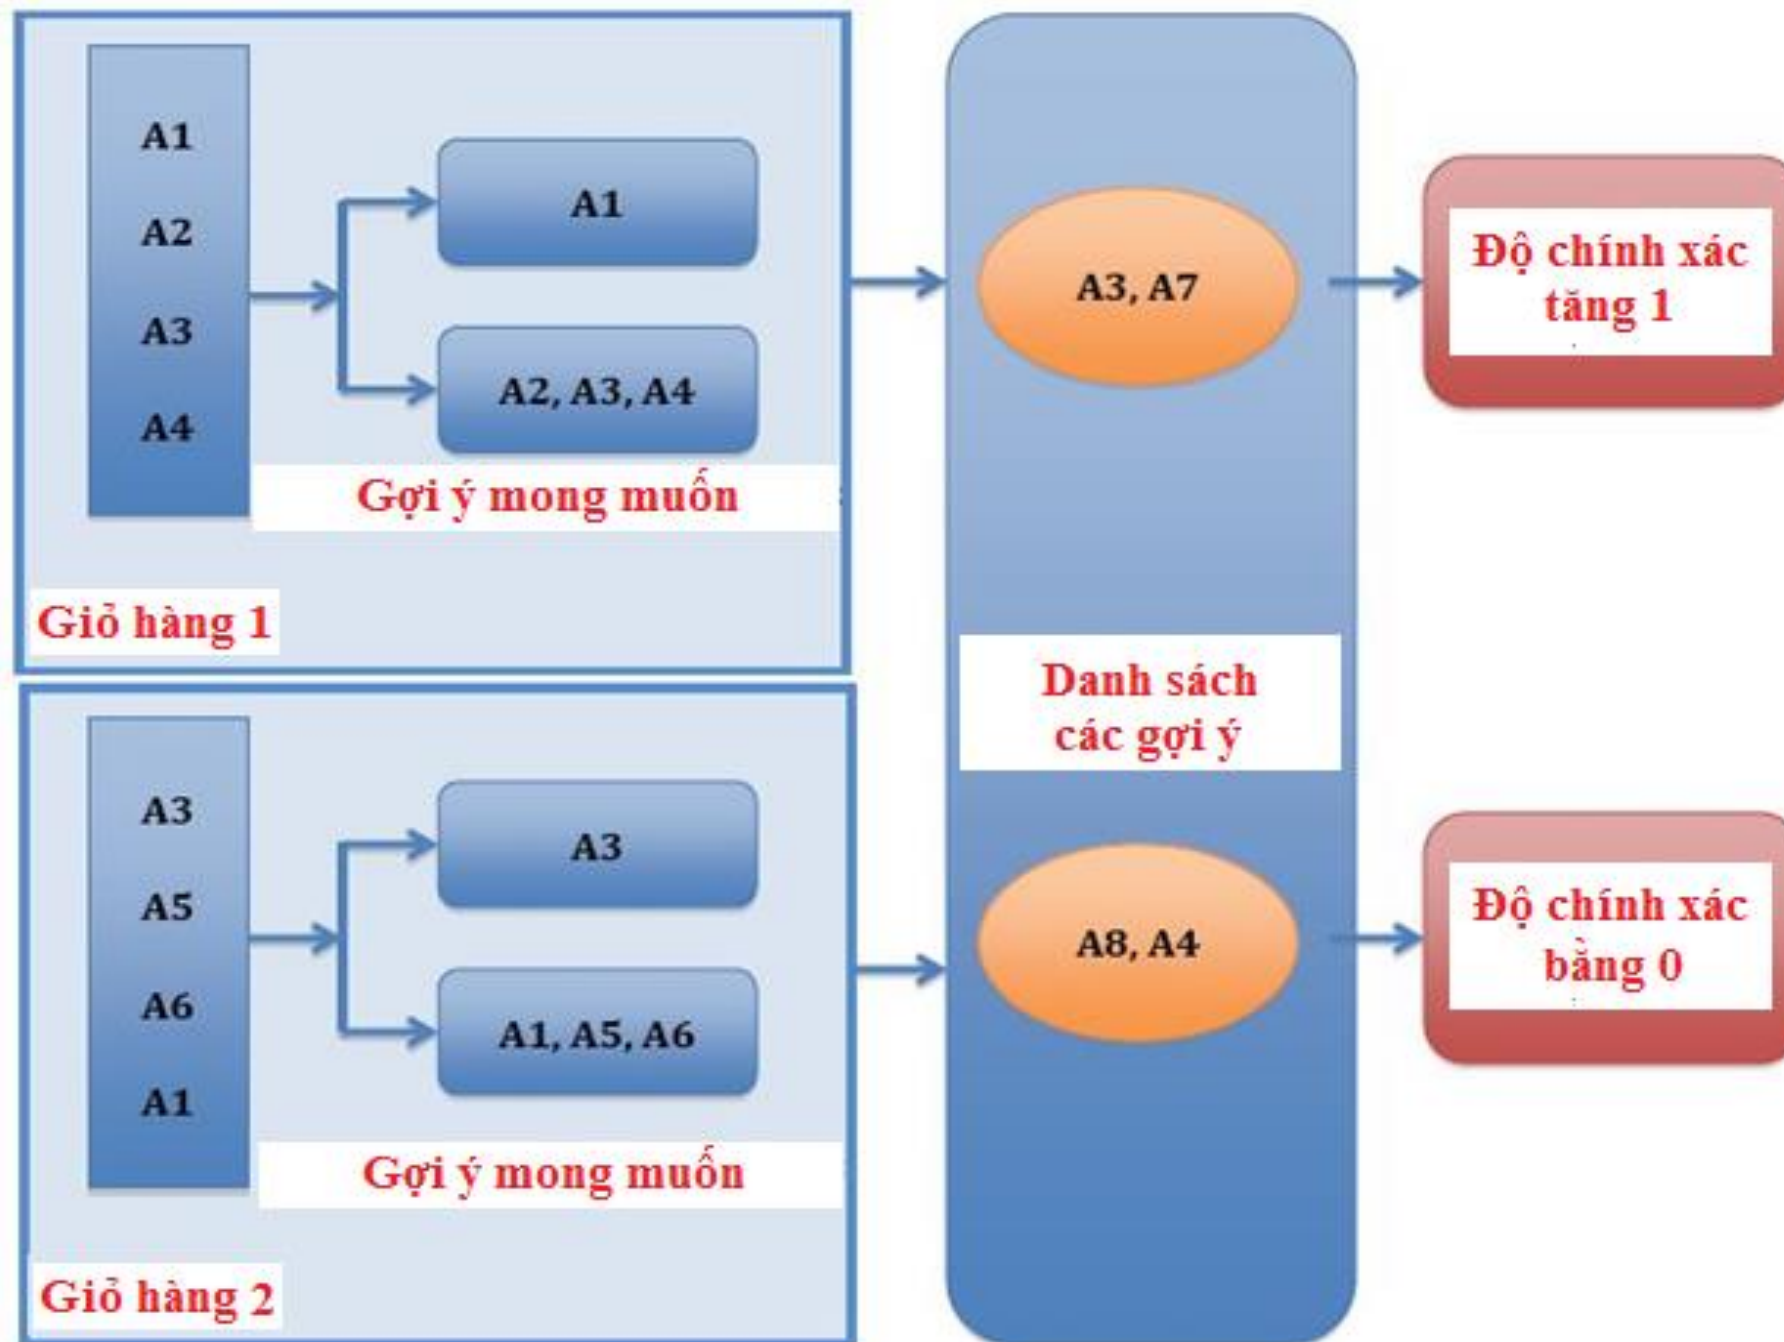 A1
A2
A3
A4
A1
A2, A3, A4
Gợi ý mong muốn
Giỏ hàng 1
A3
A5
A6
A1
A3
A1, A5, A6
Gợi ý mong muốn
Giỏ hàng 2
A3, A7
Danh sách
các gợi ý
A8, A4
Độ chính xác
tăng 1
Độ chính xác
bằng 0